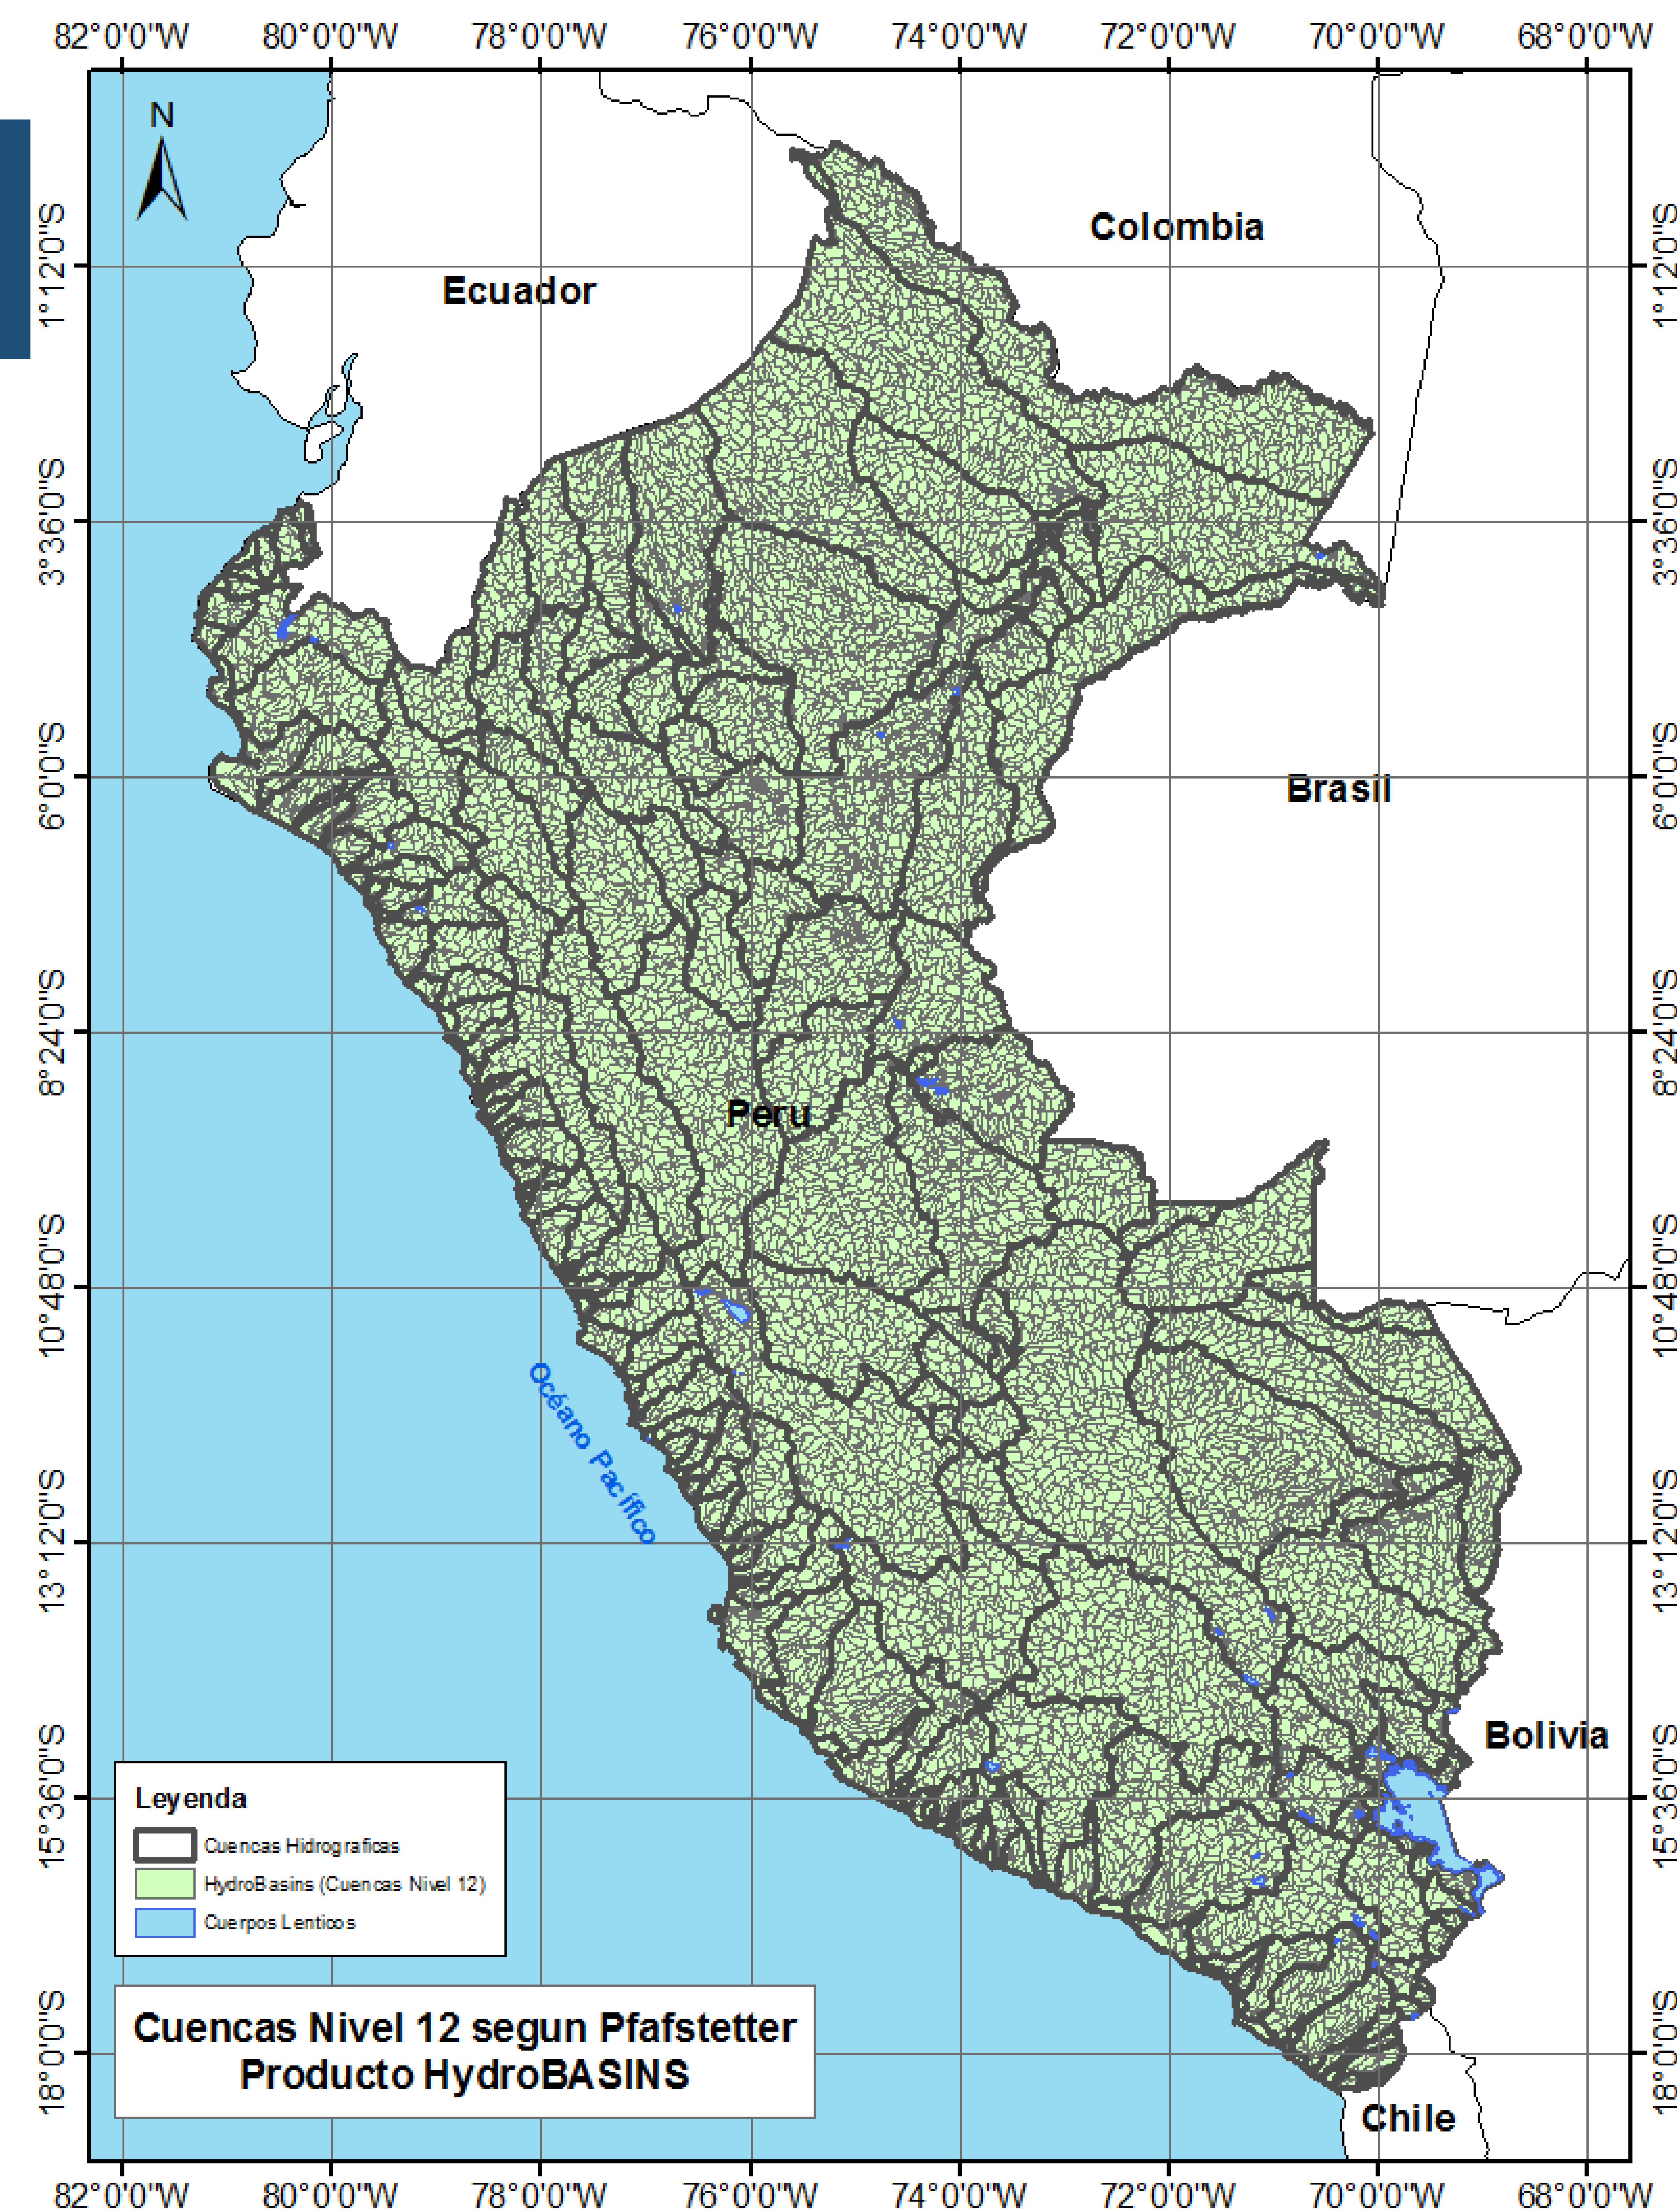 82°0'0"W 80°0'0"W 78°0'0"W 76°0'0"W 74°0'0"W 72°0'0"W 70°0'0"W 68°0'0"W
N
Colombia
1°12'0"S 1°12'0"S
Ecuador
3°36'0"S 3°36'0"S
6°0'0"S 6°0'0"S
Brasil
8°24'0"S 8°24'0"S
Peru
10°48'0"S 10°48'0"S
Océano Pacífico
13°12'0"S 13°12'0"S
Bolivia
15°36'0"S 15°36'0"S
Leyenda
Cuencas Hidrograficas
HydroBasins (Cuencas Nivel 12)
Cuerpos Lenticos
18°0'0"S 18°0'0"S
Cuencas Nivel 12 segun Pfafstetter
Producto HydroBASINS
Chile
82°0'0"W 80°0'0"W 78°0'0"W 76°0'0"W 74°0'0"W 72°0'0"W 70°0'0"W 68°0'0"W